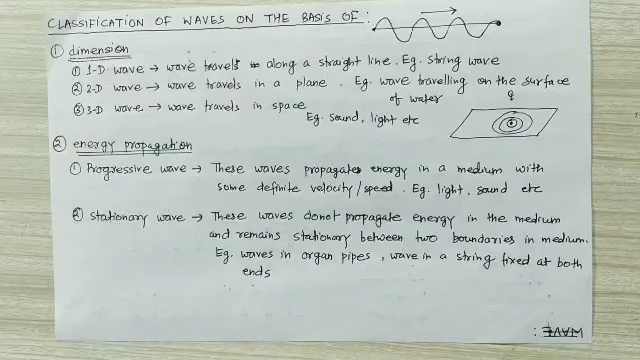 CLASSIFICATION OF WAVES ON THE BASIS OF :
① dimension
① 1-D wave → wave travels along a straight line. Eg. String wave
② 2-D wave → wave travels in a plane. Eg. wave travelling on the surface
of water
③ 3-D wave → wave travels in space
Eg. Sound, light etc
② energy propagation
① Progressive wave → These waves propagate energy in a medium with
some definite velocity/speed. Eg. light, sound etc
② Stationary wave → These waves donot propagate energy in the medium
and remains stationary between two boundaries in medium.
Eg. waves in organ pipes, wave in a string fixed at both
ends
WAVE :